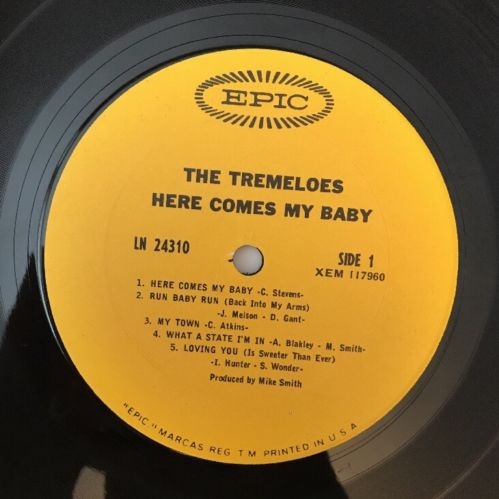 EPIC
THE TREMELOES
HERE COMES MY BABY
LN 24310
SIDE 1
XEM 117960
1. HERE COMES MY BABY -C. Stevens-
2. RUN BABY RUN (Back Into My Arms)
-J. Melson - D. Gant-
3. MY TOWN -C. Atkins-
4. WHAT A STATE I'M IN -A. Blakley - M. Smith-
5. LOVING YOU (Is Sweeter Than Ever)
-I. Hunter - S. Wonder-
Produced by Mike Smith
"EPIC" MARCAS REG. T M PRINTED IN U S A